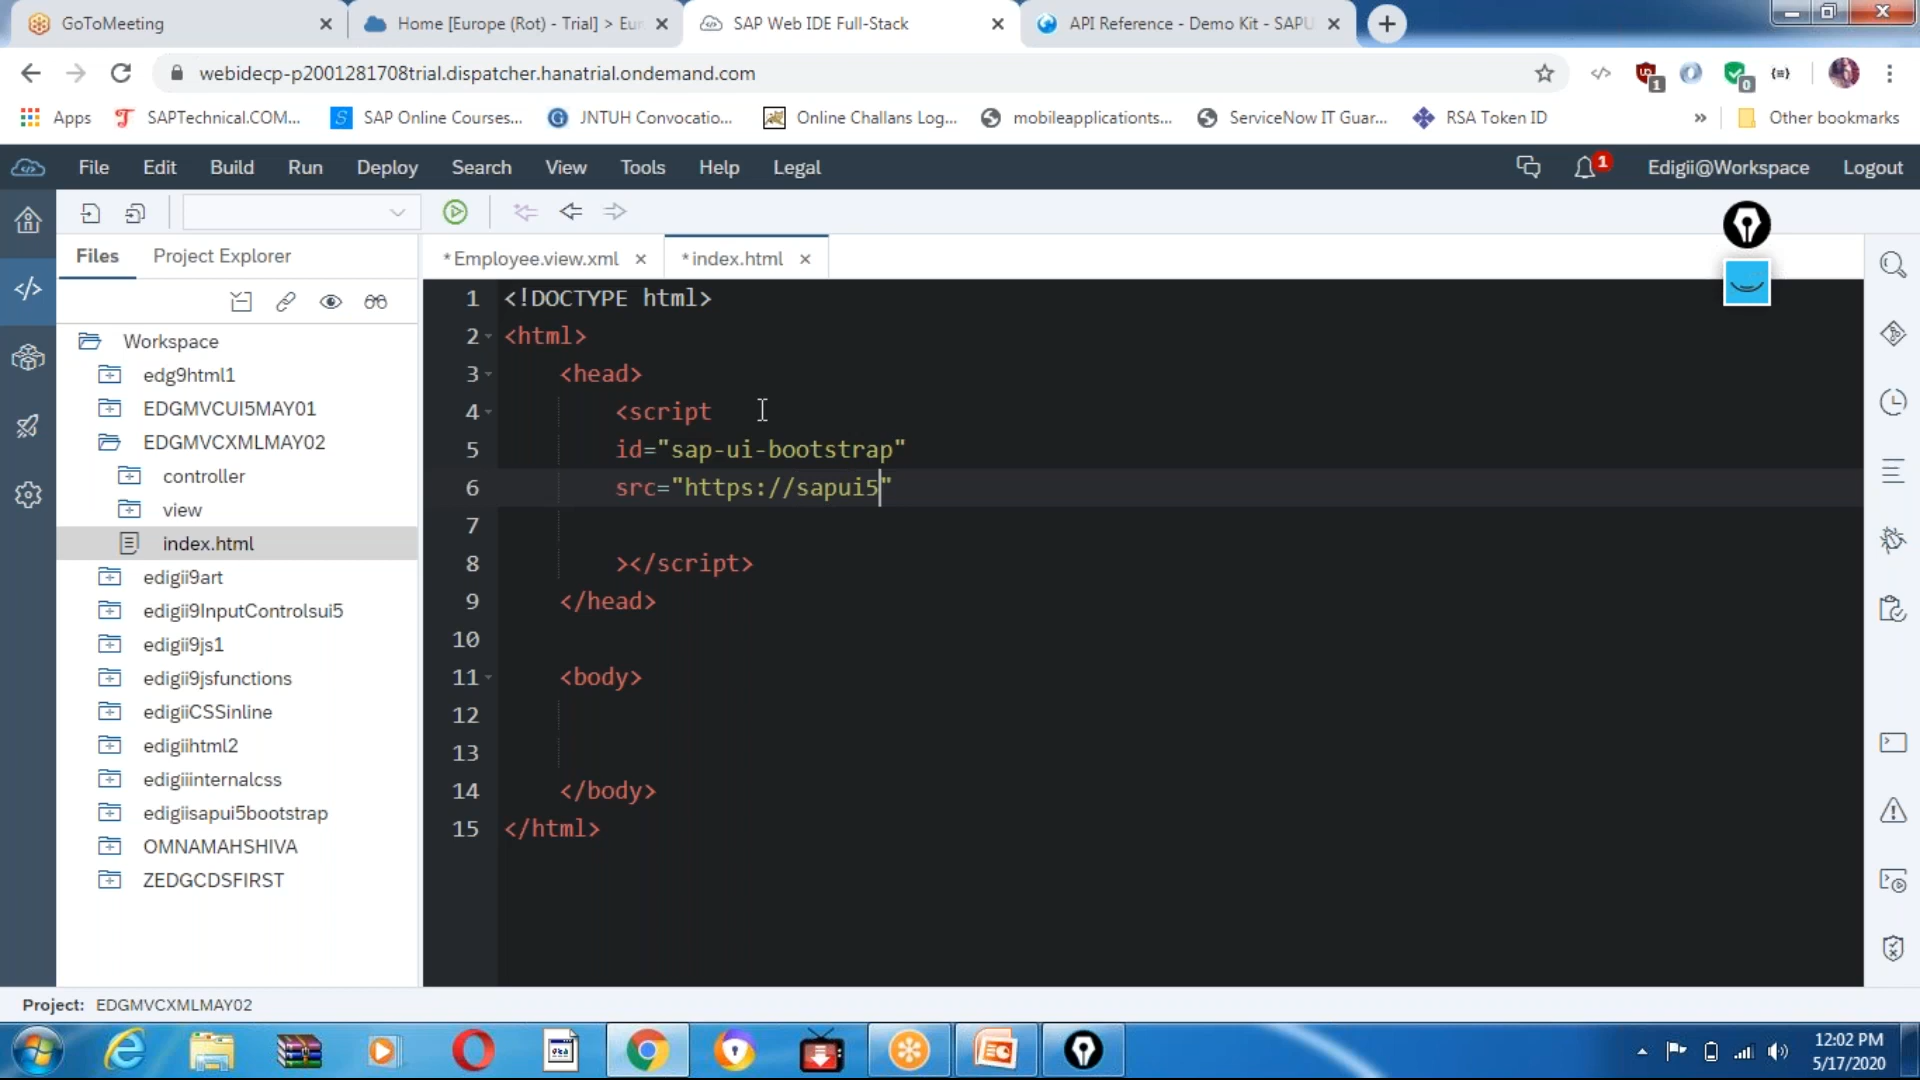 GoToMeeting
Home [Europe (Rot) - Trial] > Eur
SAP Web IDE Full-Stack
API Reference - Demo Kit - SAPU
webidecp-p2001281708trial.dispatcher.hanatrial.ondemand.com
1
0
Apps
SAPTechnical.COM...
SAP Online Courses...
JNTUH Convocatio...
Online Challans Log...
mobileapplicationts...
ServiceNow IT Guar...
RSA Token ID
»
Other bookmarks
File Edit Build Run Deploy Search View Tools Help Legal
1
Edigii@Workspace
Logout
Files
Project Explorer
*Employee.view.xml
*index.html
Workspace
edg9html1
EDGMVCUI5MAY01
EDGMVCXMLMAY02
controller
view
index.html
edigii9art
edigii9InputControlsui5
edigii9js1
edigii9jsfunctions
edigiiCSSinline
edigiihtml2
edigiiinternalcss
edigiisapui5bootstrap
OMNAMAHSHIVA
ZEDGCDSFIRST
1 <!DOCTYPE html>
2 <html>
3 <head>
4 <script
5 id="sap-ui-bootstrap"
6 src="https://sapui5"
7
8 ></script>
9 </head>
10
11 <body>
12
13
14 </body>
15 </html>
Project: EDGMVCXMLMAY02
12:02 PM
5/17/2020